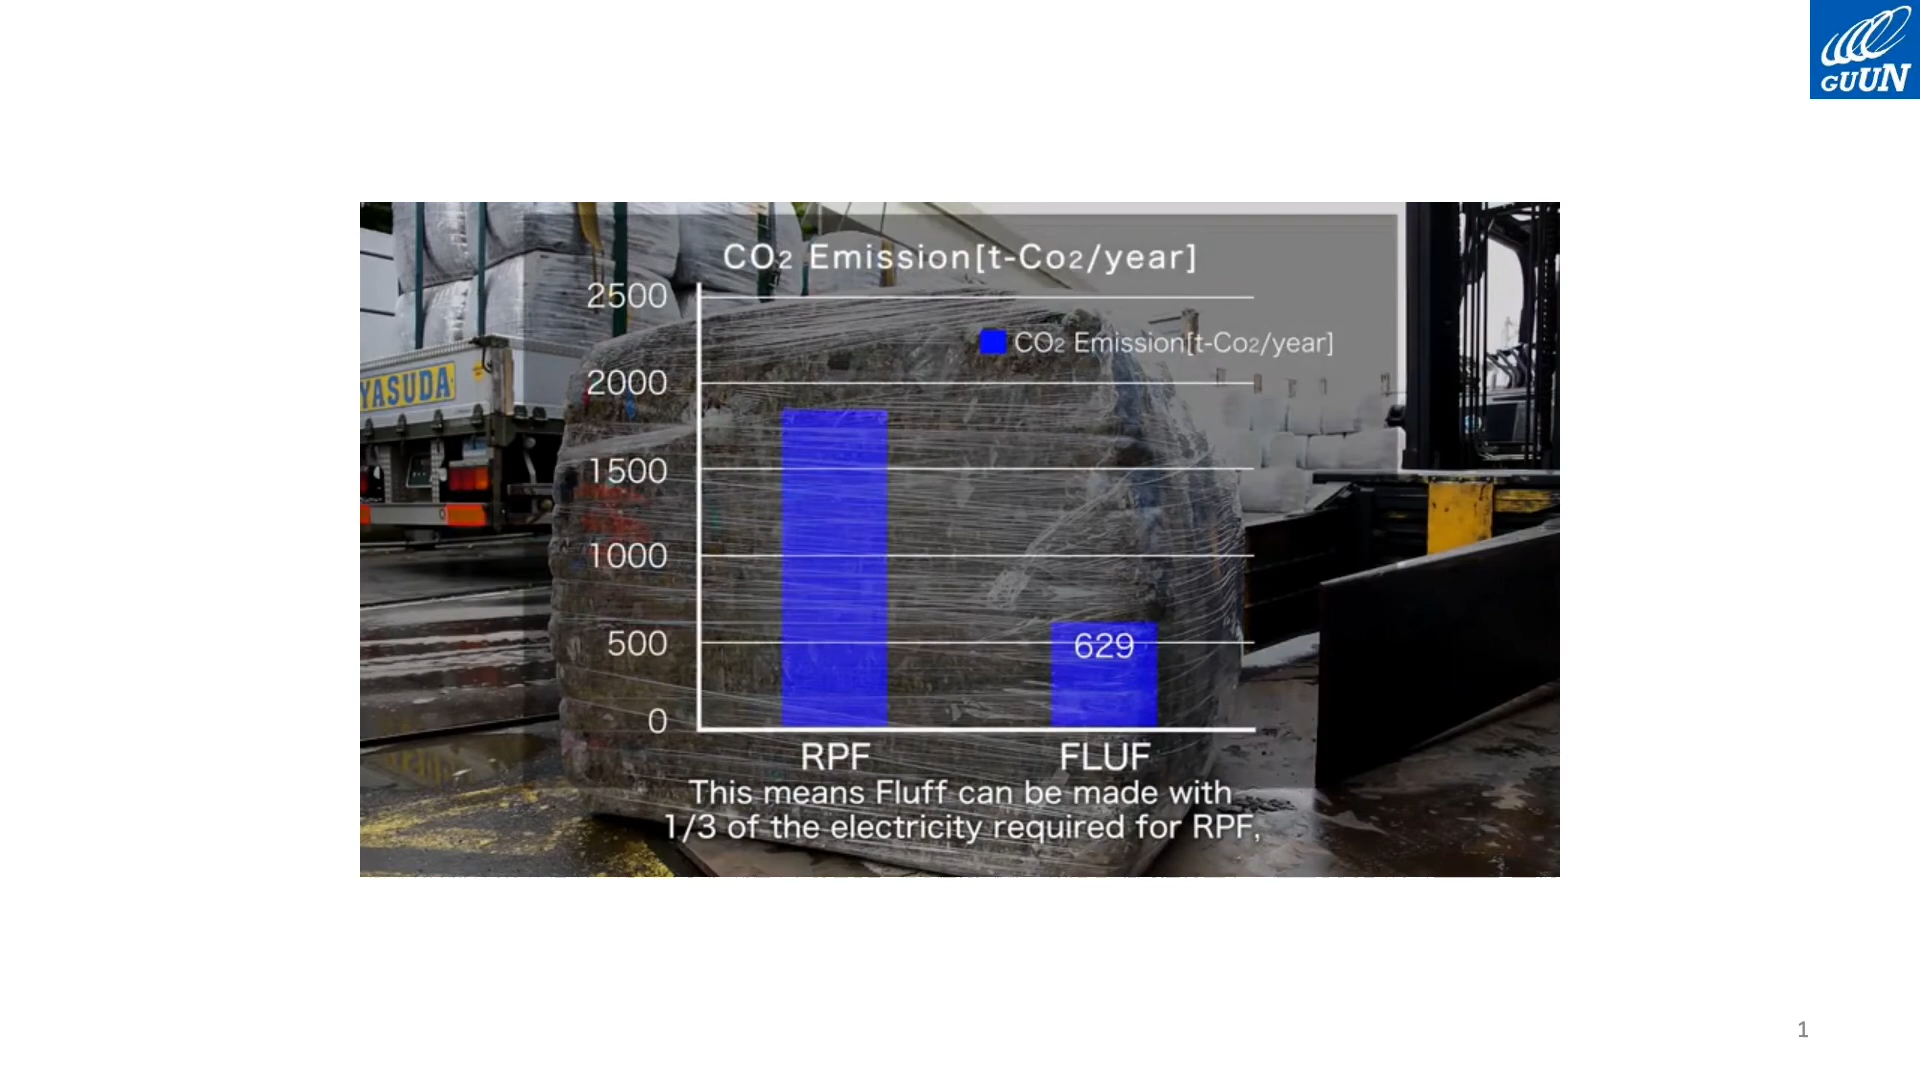 GUUN
CO₂ Emission[t-Co₂/year]
2500
CO₂ Emission[t-Co₂/year]
2000
YASUDA
1500
1000
500
629
0
RPF FLUF
This means Fluff can be made with
1/3 of the electricity required for RPF,
1